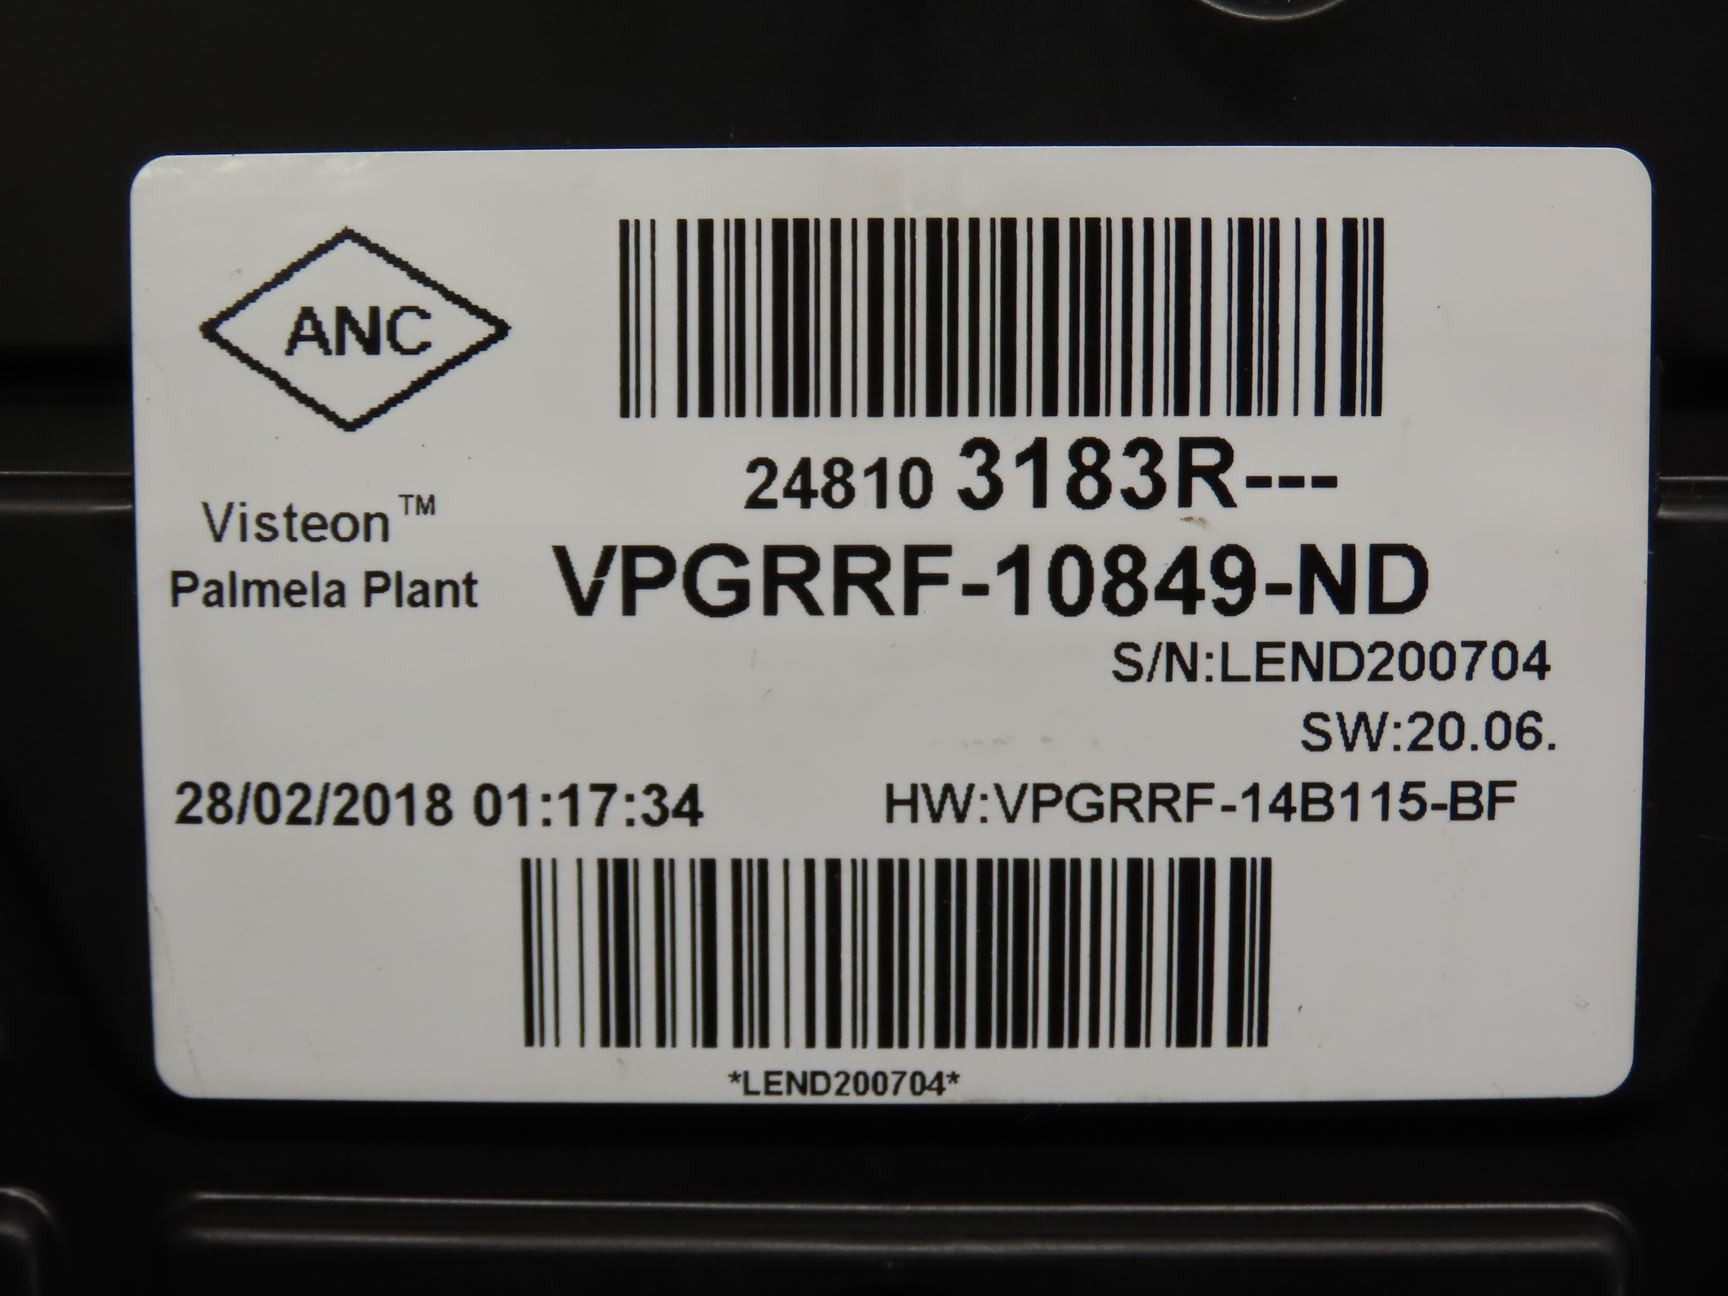 ANC
24810 3183R---
Visteon™
Palmela Plant
VPGRRF-10849-ND
S/N:LEND200704
SW:20.06.
28/02/2018 01:17:34
HW:VPGRRF-14B115-BF
*LEND200704*